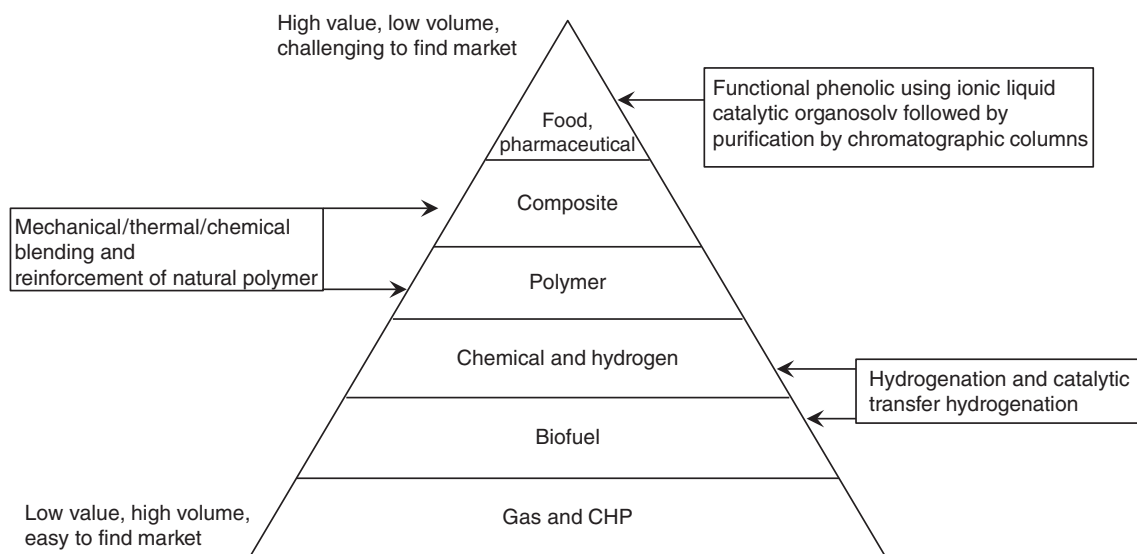 High value, low volume,
challenging to find market
Functional phenolic using ionic liquid
catalytic organosolv followed by
purification by chromatographic columns
Food,
pharmaceutical
Composite
Mechanical/thermal/chemical
blending and
reinforcement of natural polymer
Polymer
Chemical and hydrogen
Hydrogenation and catalytic
transfer hydrogenation
Biofuel
Low value, high volume,
easy to find market
Gas and CHP